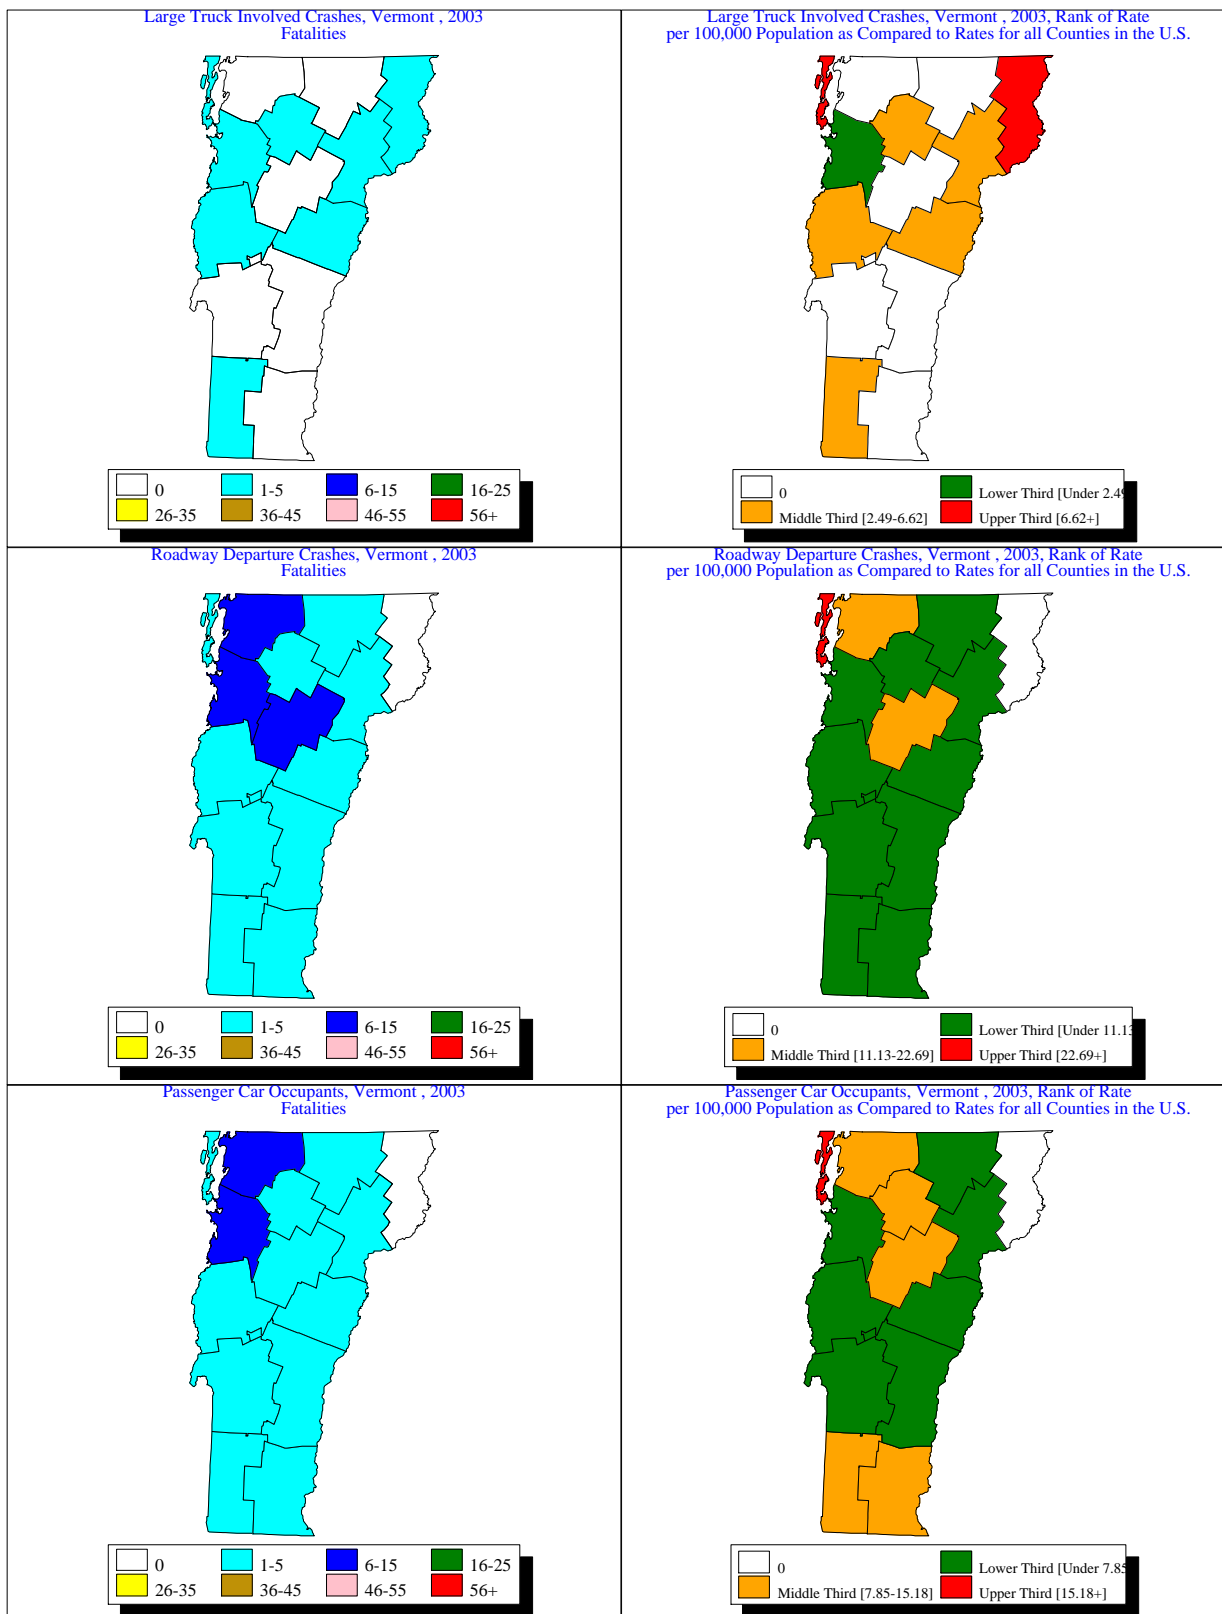 Large Truck Involved Crashes, Vermont , 2003
Fatalities
0
1-5
6-15
16-25
26-35
36-45
46-55
56+
Large Truck Involved Crashes, Vermont , 2003, Rank of Rate
per 100,000 Population as Compared to Rates for all Counties in the U.S.
0
Lower Third [Under 2.49
Middle Third [2.49-6.62]
Upper Third [6.62+]
Roadway Departure Crashes, Vermont , 2003
Fatalities
0
1-5
6-15
16-25
26-35
36-45
46-55
56+
Roadway Departure Crashes, Vermont , 2003, Rank of Rate
per 100,000 Population as Compared to Rates for all Counties in the U.S.
0
Lower Third [Under 11.13
Middle Third [11.13-22.69]
Upper Third [22.69+]
Passenger Car Occupants, Vermont , 2003
Fatalities
0
1-5
6-15
16-25
26-35
36-45
46-55
56+
Passenger Car Occupants, Vermont , 2003, Rank of Rate
per 100,000 Population as Compared to Rates for all Counties in the U.S.
0
Lower Third [Under 7.85
Middle Third [7.85-15.18]
Upper Third [15.18+]